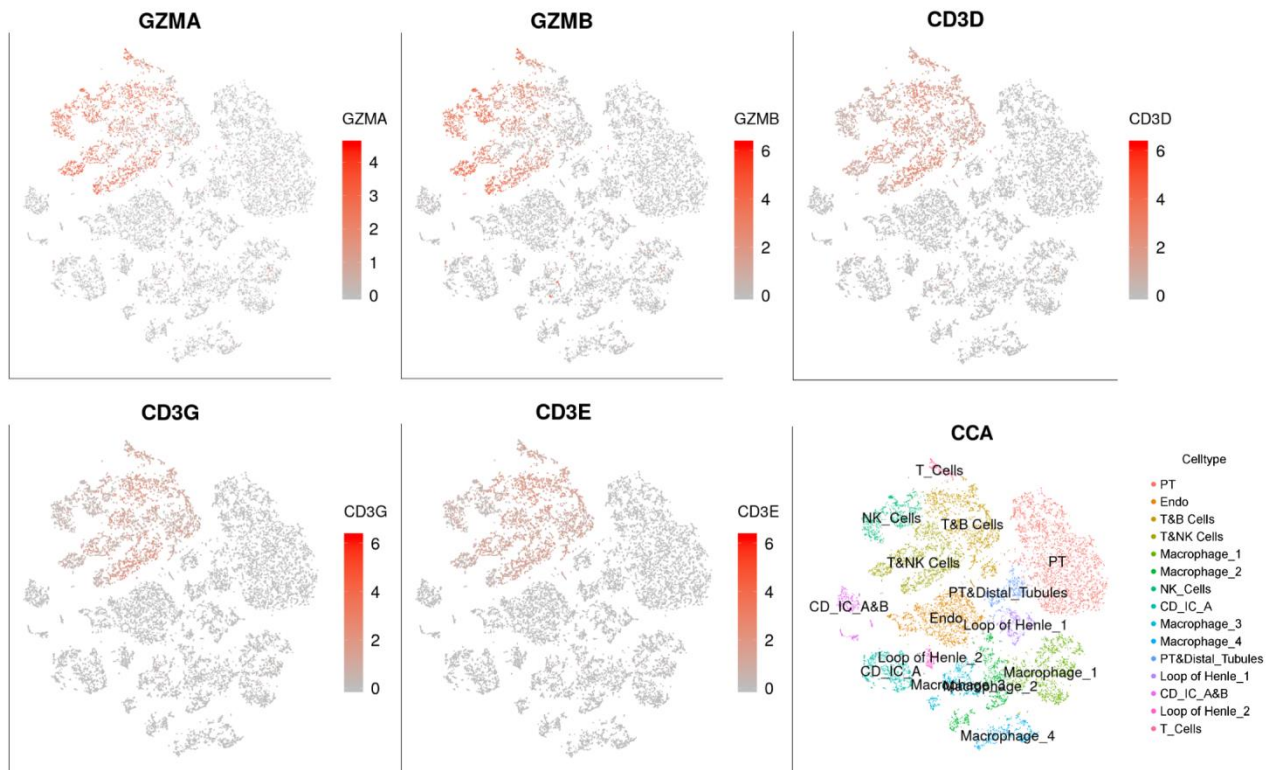 GZMA
GZMB
CD3D
GZMA
4
3
2
1
0
GZMB
6
4
2
0
CD3D
6
4
2
0
CD3G
CD3E
CCA
CD3G
6
4
2
0
CD3E
6
4
2
0
T_Cells
NK_Cells
T&B Cells
T&NK Cells
PT
PT&Distal_Tubules
CD_IC_A&B
Endo
Loop of Henle_1
Loop of Henle_2
CD_IC_A
Macrophage_1
Macrophage_3
Macrophage_2
Macrophage_4
Celltype
PT
Endo
T&B Cells
T&NK Cells
Macrophage_1
Macrophage_2
NK_Cells
CD_IC_A
Macrophage_3
Macrophage_4
PT&Distal_Tubules
Loop of Henle_1
CD_IC_A&B
Loop of Henle_2
T_Cells